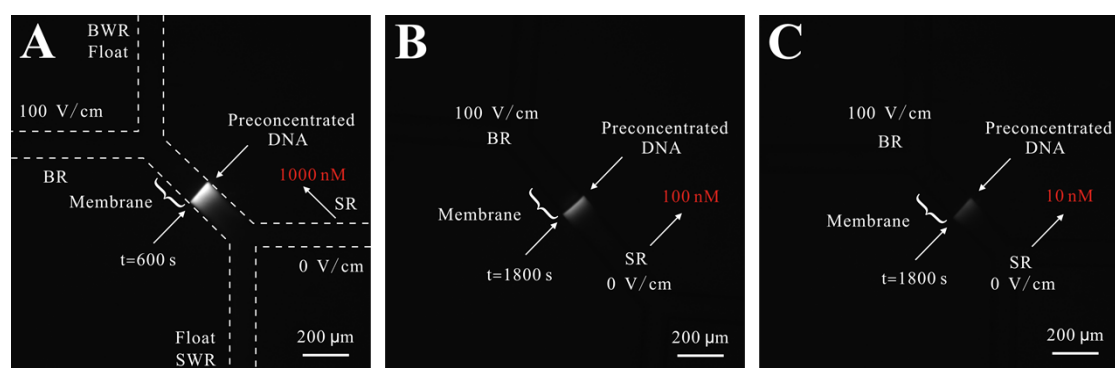 A
BWR
Float
100 V/cm
Preconcentrated
DNA
1000 nM
BR
SR
Membrane
t=600 s
0 V/cm
Float
SWR
200 µm
B
100 V/cm
BR
Preconcentrated
DNA
100 nM
Membrane
t=1800 s
SR
0 V/cm
200 µm
C
100 V/cm
BR
Preconcentrated
DNA
10 nM
Membrane
t=1800 s
SR
0 V/cm
200 µm